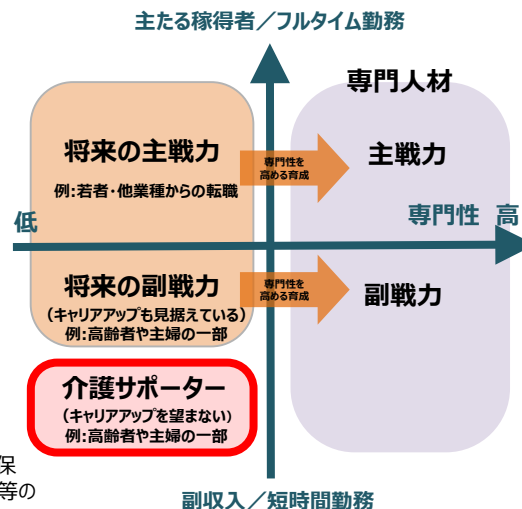 主たる稼得者／フルタイム勤務
専門人材
将来の主戦力
例：若者・他業種からの転職
専門性を
高める育成
主戦力
低
専門性 高
将来の副戦力
（キャリアアップも見据えている）
例：高齢者や主婦の一部
専門性を
高める育成
副戦力
介護サポーター
（キャリアアップを望まない）
例：高齢者や主婦の一部
保
等の
副収入／短時間勤務